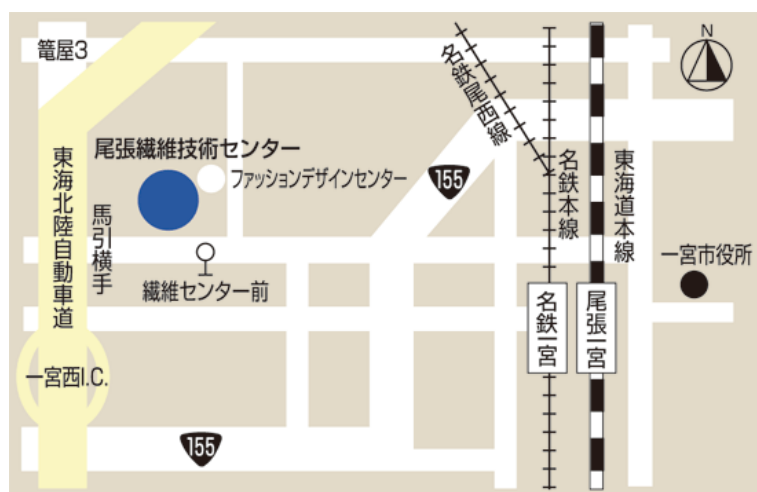 篭屋3
N
名鉄尾西線
尾張繊維技術センター
ファッションデザインセンター
155
東海北陸自動車道
馬引横手
名鉄本線
東海道本線
一宮市役所
繊維センター前
名鉄一宮
尾張一宮
一宮西I.C.
155